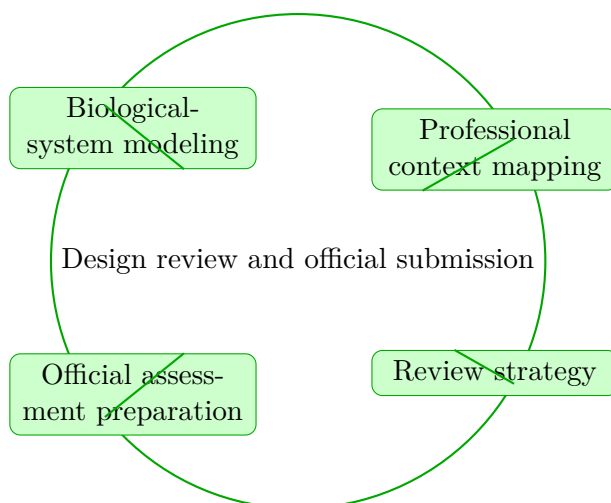 Biological-
system modeling
Professional
context mapping
Design review and official submission
Official assess-
ment preparation
Review strategy